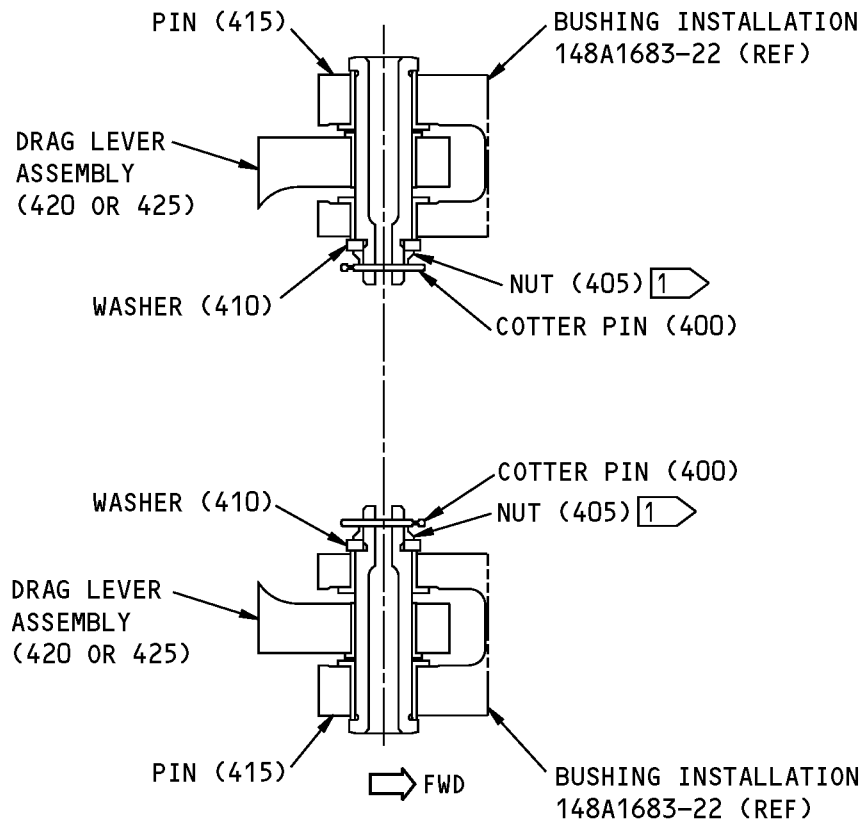 PIN (415)
BUSHING INSTALLATION
148A1683-22 (REF)
DRAG LEVER
ASSEMBLY
(420 OR 425)
WASHER (410)
NUT (405) 1
COTTER PIN (400)
COTTER PIN (400)
WASHER (410)
NUT (405) 1
DRAG LEVER
ASSEMBLY
(420 OR 425)
PIN (415)
FWD
BUSHING INSTALLATION
148A1683-22 (REF)